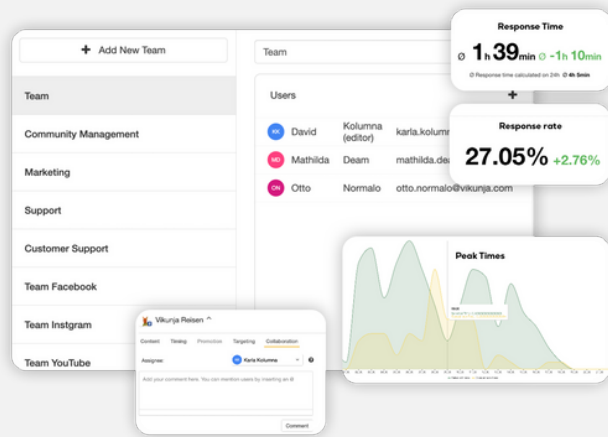 Response Time
Ø 1h 39min Ø -1h 10min
Ø Response time calculated on 24h Ø 4h 5min
+ Add New Team
Team
Team
Community Management
Marketing
Support
Customer Support
Team Facebook
Team Instgram
Team YouTube
Users +
KK David Kolumna (editor) karla.kolumn
MD Mathilda Deam mathilda.dea
ON Otto Normalo otto.normalo@vikunja.com
Response rate
27.05% +2.76%
Peak Times
Vikunja Reisen ^
Content Timing Promotion Targeting Collaboration
Assignee: Karla Kolumna
Add your comment here. You can mention users by inserting an @
Comment